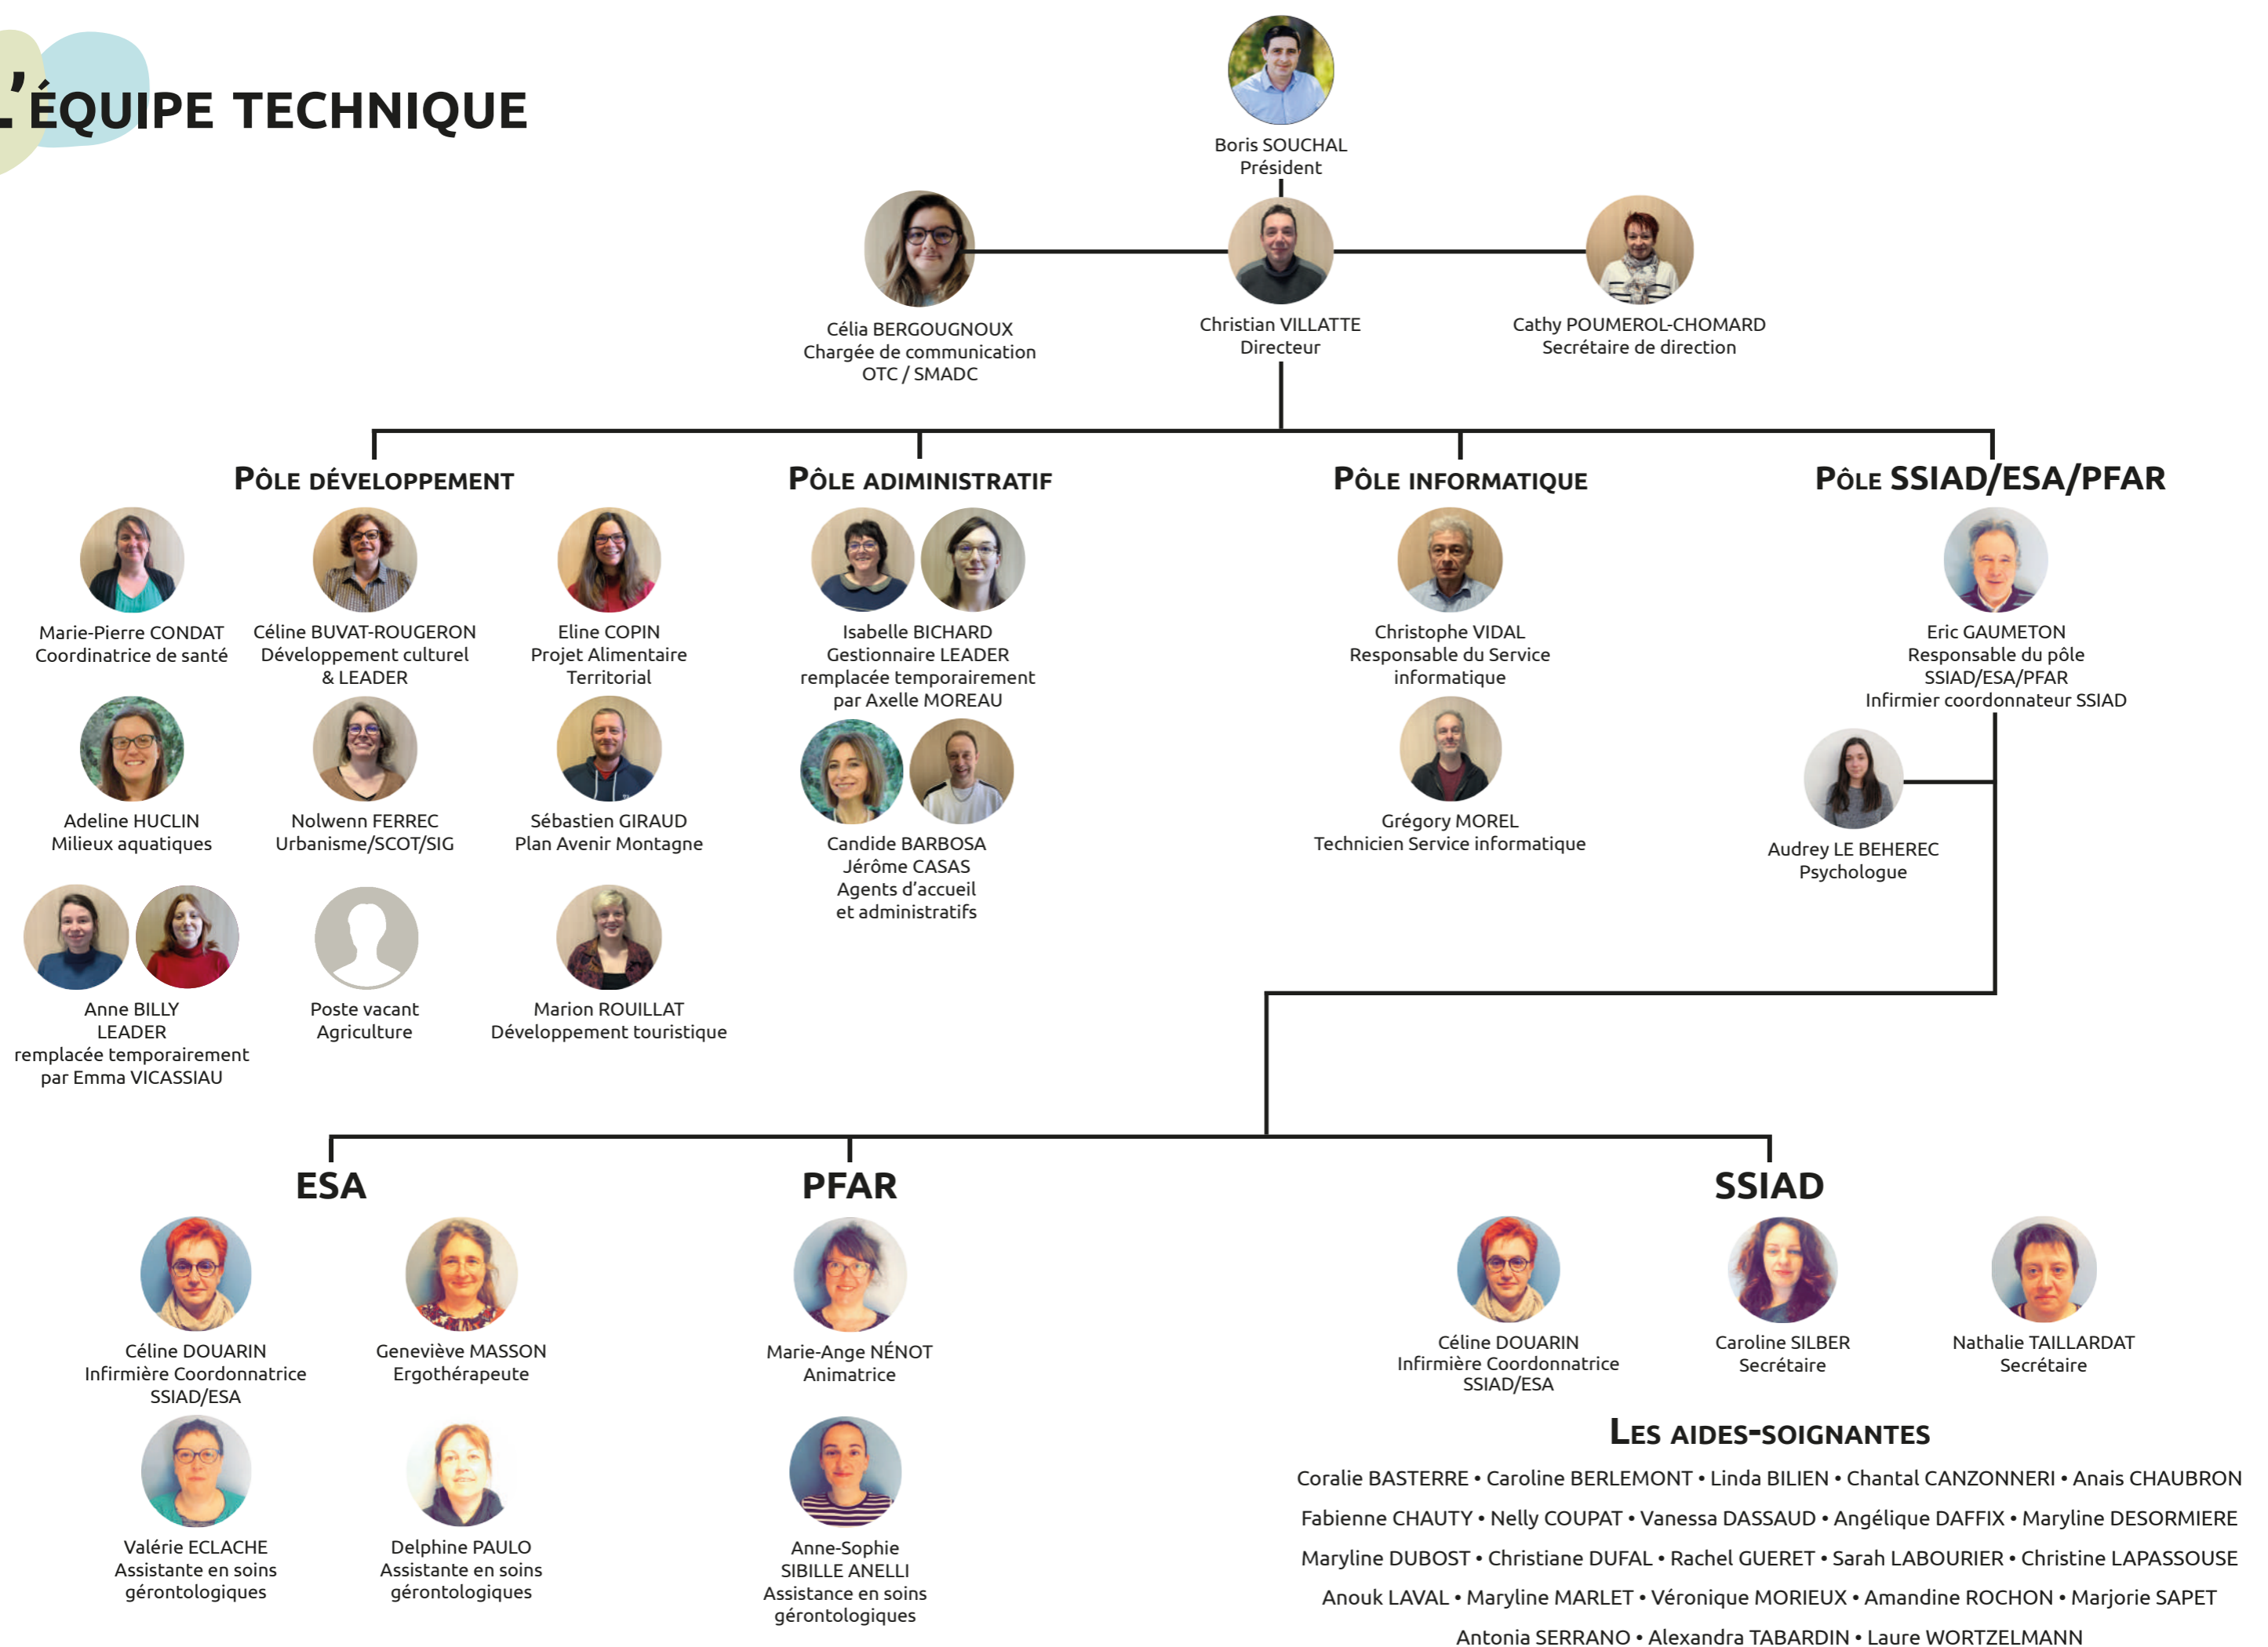 L'ÉQUIPE TECHNIQUE
Boris SOUCHAL
Président
Célia BERGOUGNOUX
Chargée de communication
OTC / SMADC
Christian VILLATTE
Directeur
Cathy POUMEROL-CHOMARD
Secrétaire de direction
PÔLE DÉVELOPPEMENT
Marie-Pierre CONDAT
Coordinatrice de santé
Céline BUVAT-ROUGERON
Développement culturel
& LEADER
Eline COPIN
Projet Alimentaire
Territorial
Adeline HUCLIN
Milieux aquatiques
Nolwenn FERREC
Urbanisme/SCOT/SIG
Sébastien GIRAUD
Plan Avenir Montagne
Anne BILLY
LEADER
remplacée temporairement
par Emma VICASSIAU
Poste vacant
Agriculture
Marion ROUILLAT
Développement touristique
PÔLE ADIMINISTRATIF
Isabelle BICHARD
Gestionnaire LEADER
remplacée temporairement
par Axelle MOREAU
Candide BARBOSA
Jérôme CASAS
Agents d'accueil
et administratifs
PÔLE INFORMATIQUE
Christophe VIDAL
Responsable du Service
informatique
Grégory MOREL
Technicien Service informatique
PÔLE SSIAD/ESA/PFAR
Eric GAUMETON
Responsable du pôle
SSIAD/ESA/PFAR
Infirmier coordonnateur SSIAD
Audrey LE BEHEREC
Psychologue
ESA
Céline DOUARIN
Infirmière Coordonnatrice
SSIAD/ESA
Geneviève MASSON
Ergothérapeute
Valérie ECLACHE
Assistante en soins
gérontologiques
Delphine PAULO
Assistante en soins
gérontologiques
PFAR
Marie-Ange NÉNOT
Animatrice
Anne-Sophie
SIBILLE ANELLI
Assistance en soins
gérontologiques
SSIAD
Céline DOUARIN
Infirmière Coordonnatrice
SSIAD/ESA
Caroline SILBER
Secrétaire
Nathalie TAILLARDAT
Secrétaire
LES AIDES-SOIGNANTES
Coralie BASTERRE • Caroline BERLEMONT • Linda BILIEN • Chantal CANZONNERI • Anais CHAUBRON
Fabienne CHAUTY • Nelly COUPAT • Vanessa DASSAUD • Angélique DAFFIX • Maryline DESORMIERE
Maryline DUBOST • Christiane DUFAL • Rachel GUERET • Sarah LABOURIER • Christine LAPASSOUSE
Anouk LAVAL • Maryline MARLET • Véronique MORIEUX • Amandine ROCHON • Marjorie SAPET
Antonia SERRANO • Alexandra TABARDIN • Laure WORTZELMANN